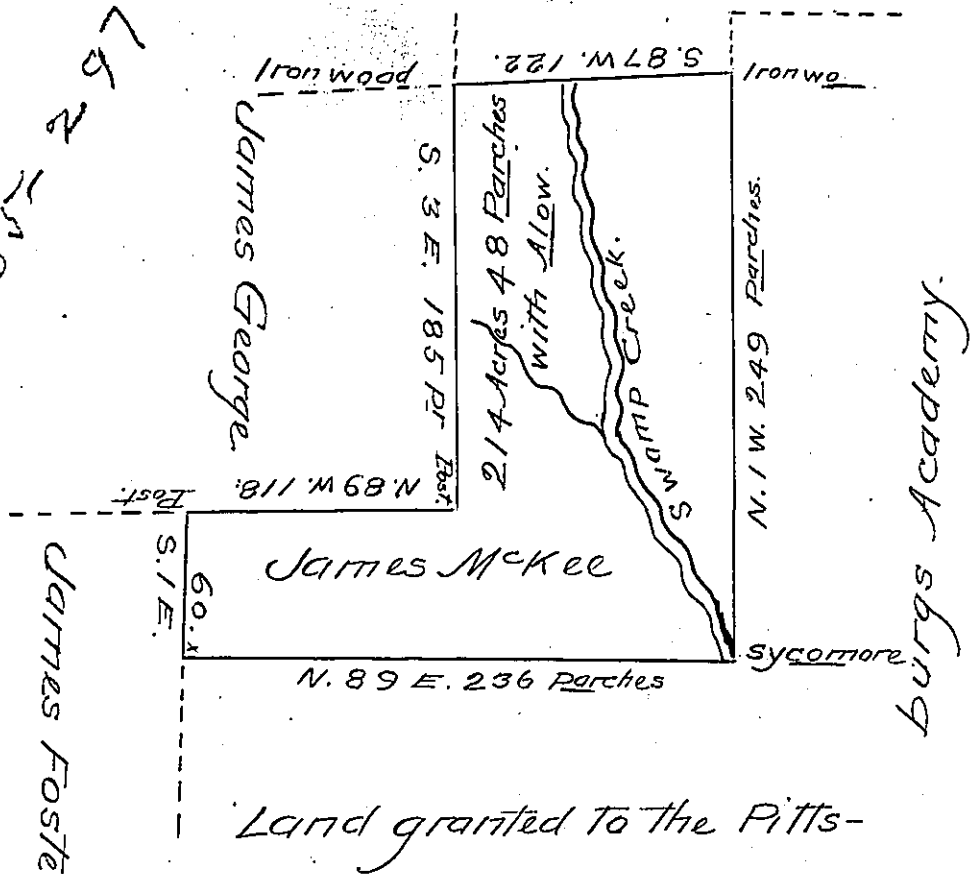 S. 87 W. 122.
Ironwood
Ironwo
James George
S. 3 E. 185 Pr
Post.
214 Acres 48 Parches
with Alow.
Swamp Creek.
N. 1 W. 249 Parches.
burgs Academy.
N. 89 W. 118.
Post.
James McKee
S. 1 E.
60.
x
Sycomore.
N. 89 E. 236 Parches
James Foste
Land granted to the Pitts-